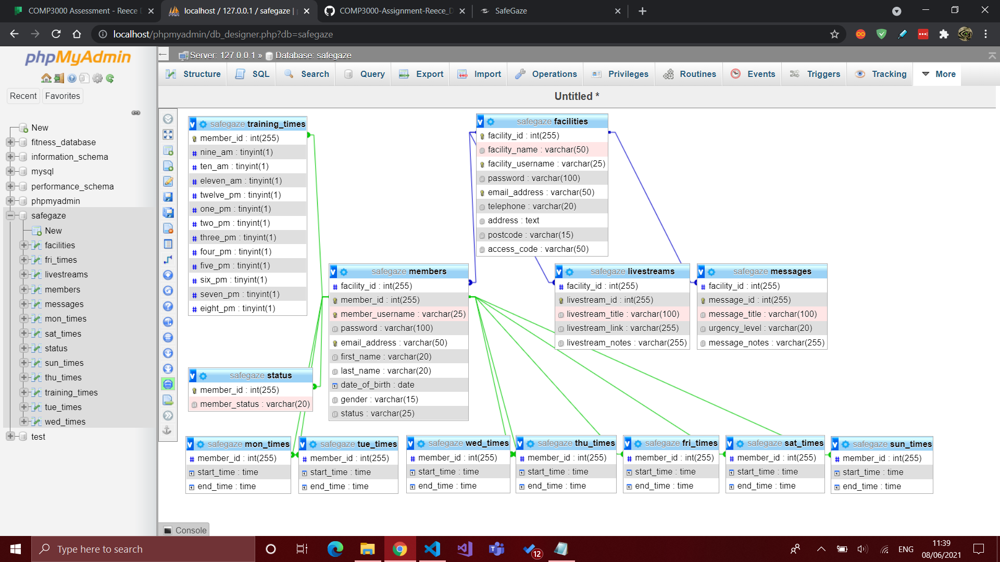 COMP3000 Assessment - Reece D
localhost / 127.0.0.1 / safegaze | p
COMP3000-Assignment-Reece_D
SafeGaze
localhost/phpmyadmin/db_designer.php?db=safegaze
phpMyAdmin
Recent
Favorites
New
fitness_database
information_schema
mysql
performance_schema
phpmyadmin
safegaze
New
facilities
fri_times
livestreams
members
messages
mon_times
sat_times
status
sun_times
thu_times
training_times
tue_times
wed_times
test
Server: 127.0.0.1 » Database: safegaze
Structure
SQL
Search
Query
Export
Import
Operations
Privileges
Routines
Events
Triggers
Tracking
More
Untitled *
safegaze training_times
member_id : int(255)
nine_am : tinyint(1)
ten_am : tinyint(1)
eleven_am : tinyint(1)
twelve_pm : tinyint(1)
one_pm : tinyint(1)
two_pm : tinyint(1)
three_pm : tinyint(1)
four_pm : tinyint(1)
five_pm : tinyint(1)
six_pm : tinyint(1)
seven_pm : tinyint(1)
eight_pm : tinyint(1)
safegaze facilities
facility_id : int(255)
facility_name : varchar(50)
facility_username : varchar(25)
password : varchar(100)
email_address : varchar(50)
telephone : varchar(20)
address : text
postcode : varchar(15)
access_code : varchar(50)
safegaze members
facility_id : int(255)
member_id : int(255)
member_username : varchar(25)
password : varchar(100)
email_address : varchar(50)
first_name : varchar(20)
last_name : varchar(20)
date_of_birth : date
gender : varchar(15)
status : varchar(25)
safegaze livestreams
facility_id : int(255)
livestream_id : int(255)
livestream_title : varchar(100)
livestream_link : varchar(255)
livestream_notes : varchar(255)
safegaze messages
facility_id : int(255)
message_id : int(255)
message_title : varchar(100)
urgency_level : varchar(20)
message_notes : varchar(255)
safegaze status
member_id : int(255)
member_status : varchar(20)
safegaze mon_times
member_id : int(255)
start_time : time
end_time : time
safegaze tue_times
member_id : int(255)
start_time : time
end_time : time
safegaze wed_times
member_id : int(255)
start_time : time
end_time : time
safegaze thu_times
member_id : int(255)
start_time : time
end_time : time
safegaze fri_times
member_id : int(255)
start_time : time
end_time : time
safegaze sat_times
member_id : int(255)
start_time : time
end_time : time
safegaze sun_times
member_id : int(255)
start_time : time
end_time : time
Console
Type here to search
12
ENG
11:39
08/06/2021